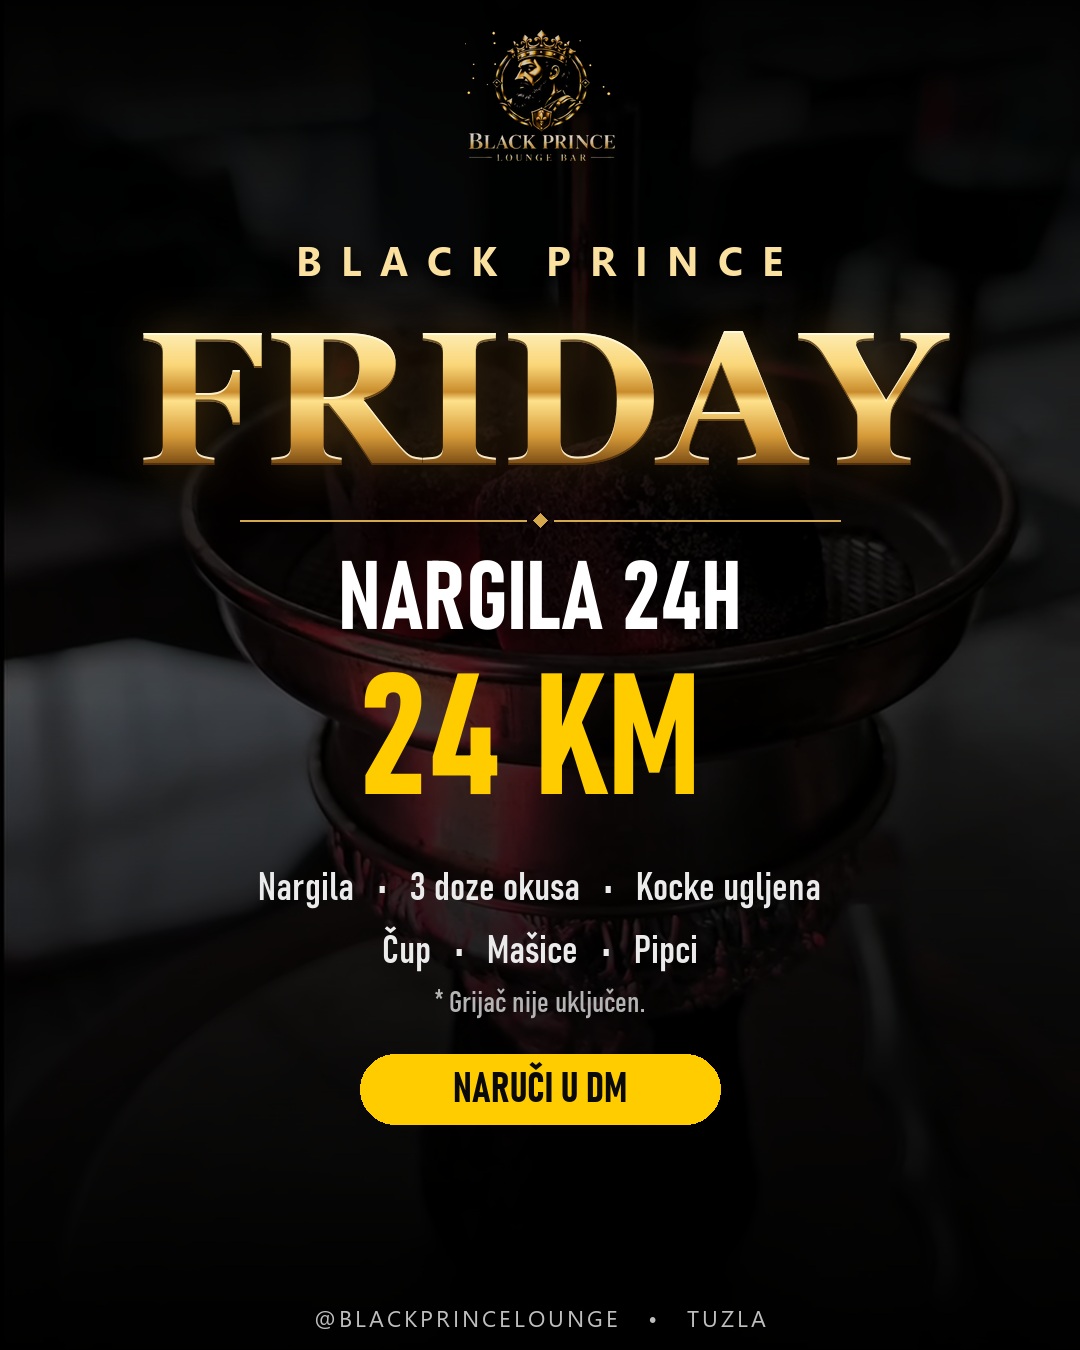 BLACK PRINCE
LOUNGE BAR
BLACK PRINCE
FRIDAY
NARGILA 24H
24 KM
Nargila · 3 doze okusa · Kocke ugljena
Čup · Mašice · Pipci
* Grijač nije uključen.
NARUČI U DM
@BLACKPRINCELOUNGE • TUZLA